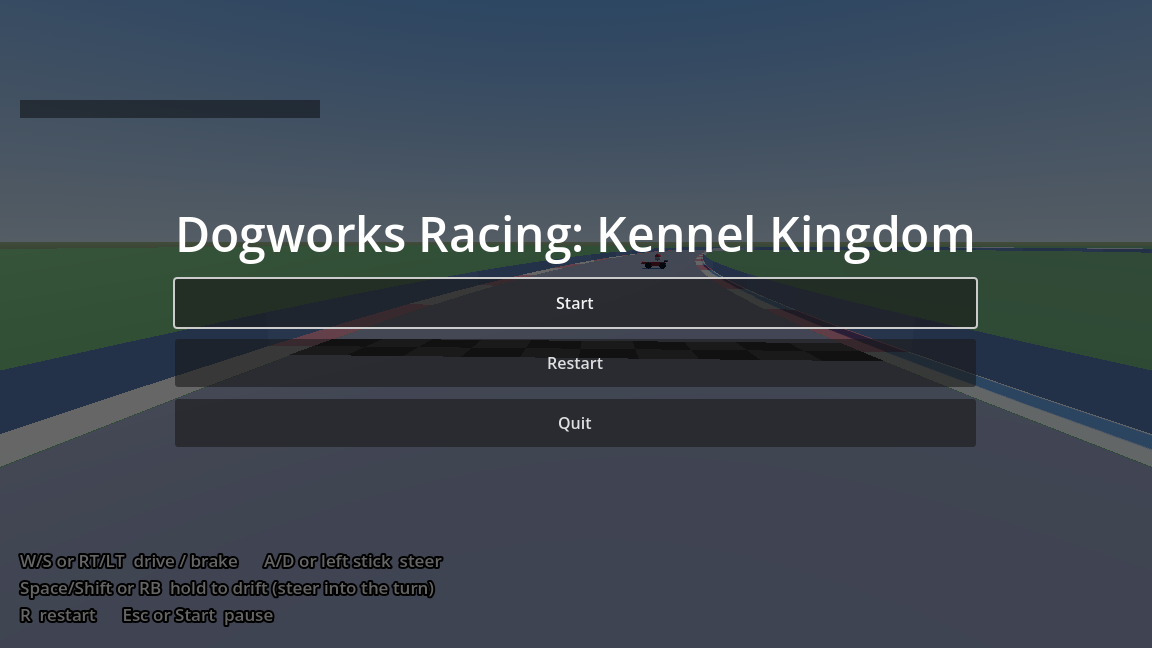 Dogworks Racing: Kennel Kingdom
Start
Restart
Quit
W/S or RT/LT drive / brake A/D or left stick steer
Space/Shift or RB hold to drift (steer into the turn)
R restart Esc or Start pause